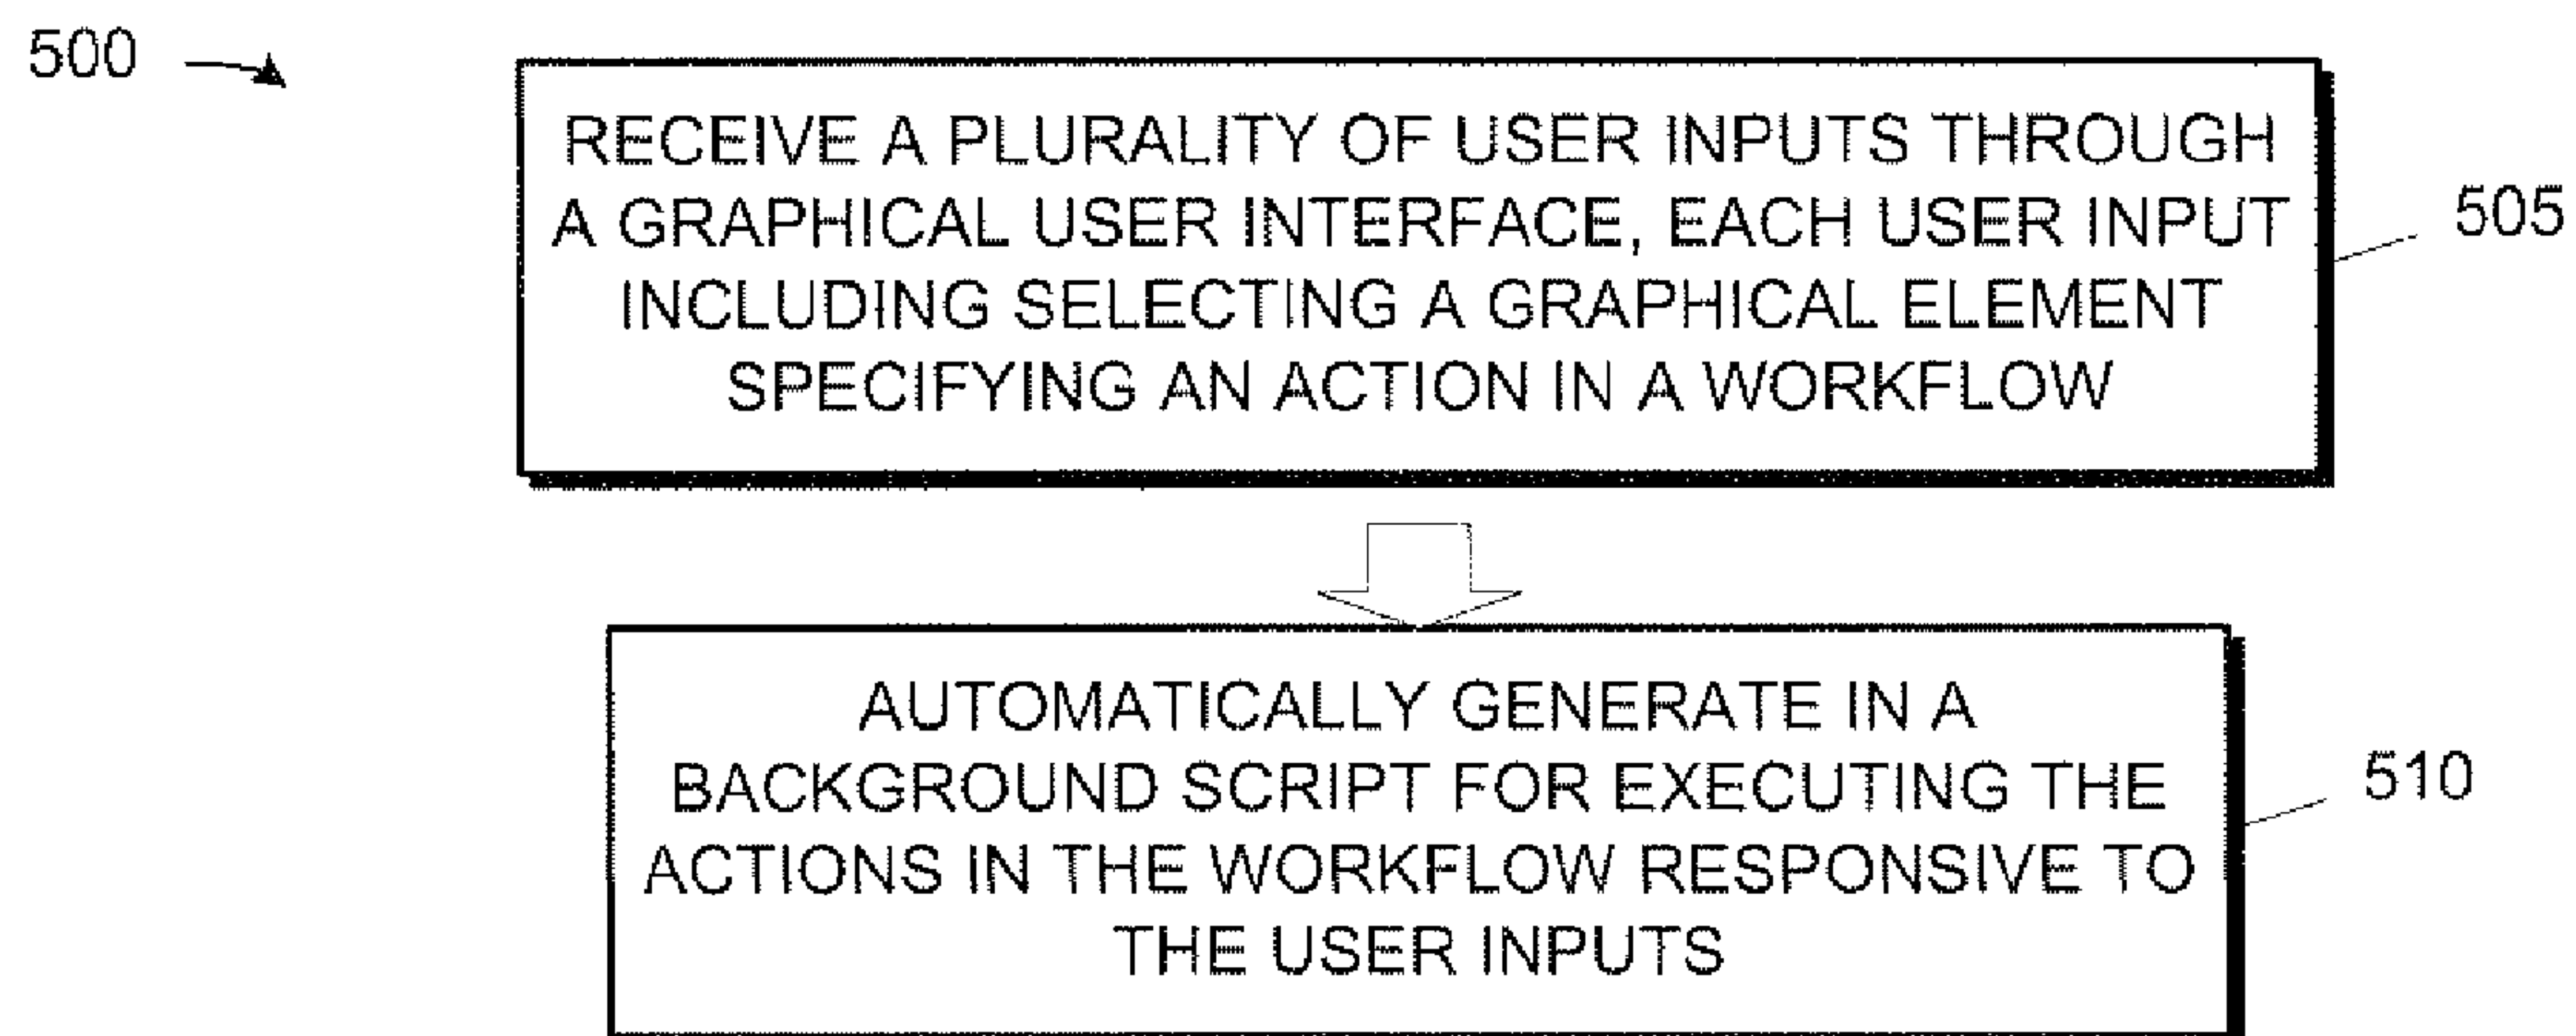 500
RECEIVE A PLURALITY OF USER INPUTS THROUGH
A GRAPHICAL USER INTERFACE, EACH USER INPUT
INCLUDING SELECTING A GRAPHICAL ELEMENT
SPECIFYING AN ACTION IN A WORKFLOW
505
AUTOMATICALLY GENERATE IN A
BACKGROUND SCRIPT FOR EXECUTING THE
ACTIONS IN THE WORKFLOW RESPONSIVE TO
THE USER INPUTS
510